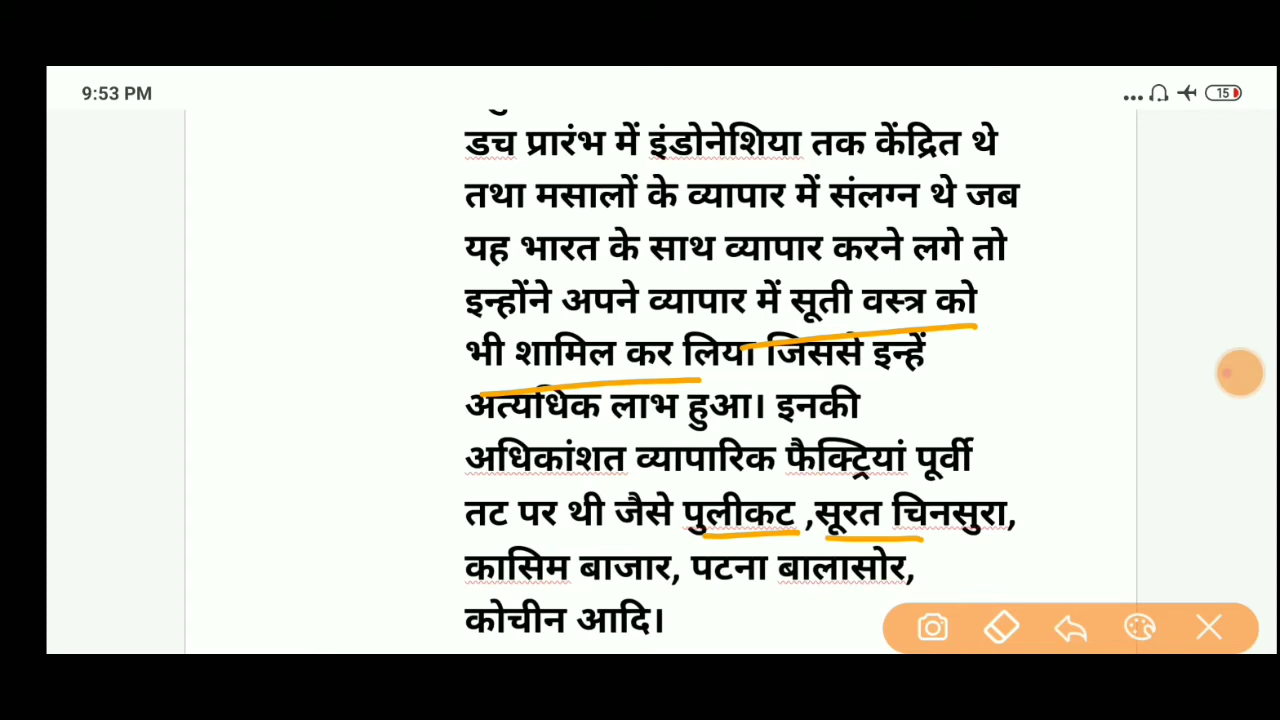 9:53 PM
15
डच प्रारंभ में इंडोनेशिया तक केंद्रित थे
तथा मसालों के व्यापार में संलग्न थे जब
यह भारत के साथ व्यापार करने लगे तो
इन्होंने अपने व्यापार में सूती वस्त्र को
भी शामिल कर लिया जिससे इन्हें
अत्यधिक लाभ हुआ। इनकी
अधिकांशत व्यापारिक फैक्ट्रियां पूर्वी
तट पर थी जैसे पुलीकट ,सूरत चिनसुरा,
कासिम बाजार, पटना बालासोर,
कोचीन आदि।